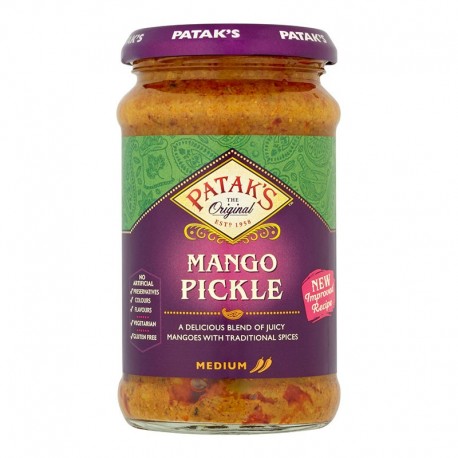 PATAK'S
PATAK'S
PATAK'S
PATAK'S
THE
Original
ESTD 1958
MANGO
PICKLE
NEW
Improved
Recipe
NO
ARTIFICIAL
✓PRESERVATIVES
✓COLOURS
✓FLAVOURS
✓VEGETARIAN
✓GLUTEN FREE
A DELICIOUS BLEND OF JUICY
MANGOES WITH TRADITIONAL SPICES
MEDIUM